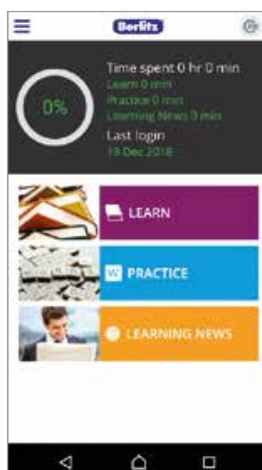 Berlitz
Time spent 0 hr 0 min
0%
Learn 0 min
Practice 0 min
Learning News 0 min
Last login
19 Dec 2018
LEARN
W PRACTICE
LEARNING NEWS